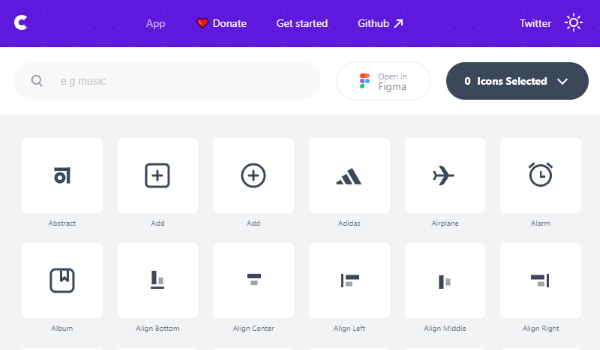 App
Donate
Get started
Github
Twitter
e.g music
Open in
Figma
0 Icons Selected
Abstract
Add
Add
Adidas
Airplane
Alarm
Album
Align Bottom
Align Center
Align Left
Align Middle
Align Right